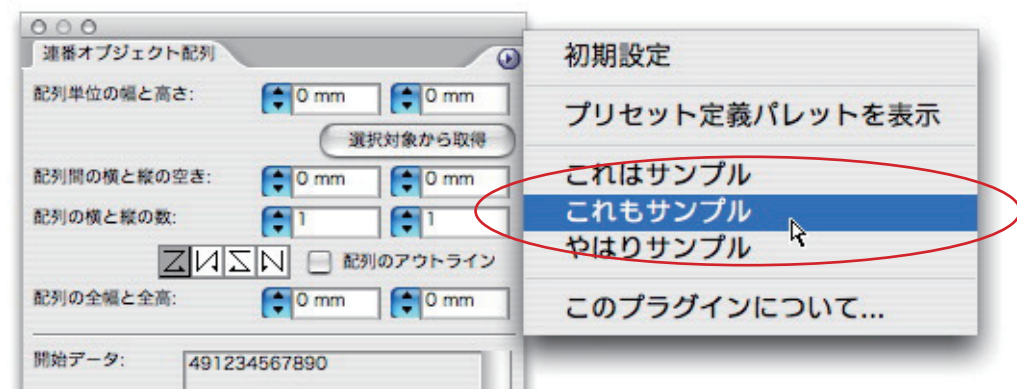 連番オブジェクト配列
配列単位の幅と高さ: 0 mm 0 mm
選択対象から取得
配列間の横と縦の空き: 0 mm 0 mm
配列の横と縦の数: 1 1
配列のアウトライン
配列の全幅と全高: 0 mm 0 mm
開始データ: 491234567890
初期設定
プリセット定義パレットを表示
これはサンプル
これもサンプル
やはりサンプル
このプラグインについて...